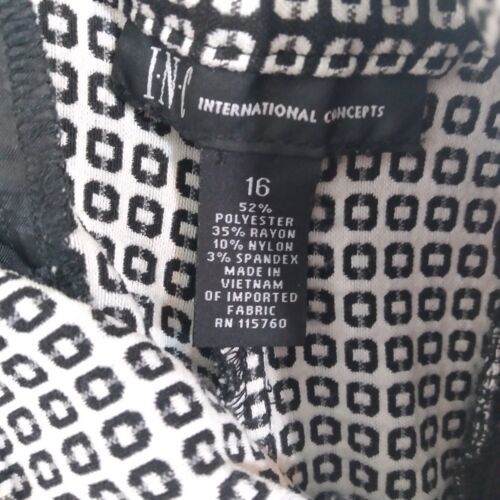 I·N·C
INTERNATIONAL CONCEPTS
16
52%
POLYESTER
35% RAYON
10% NYLON
3% SPANDEX
MADE IN
VIETNAM
OF IMPORTED
FABRIC
RN 115760